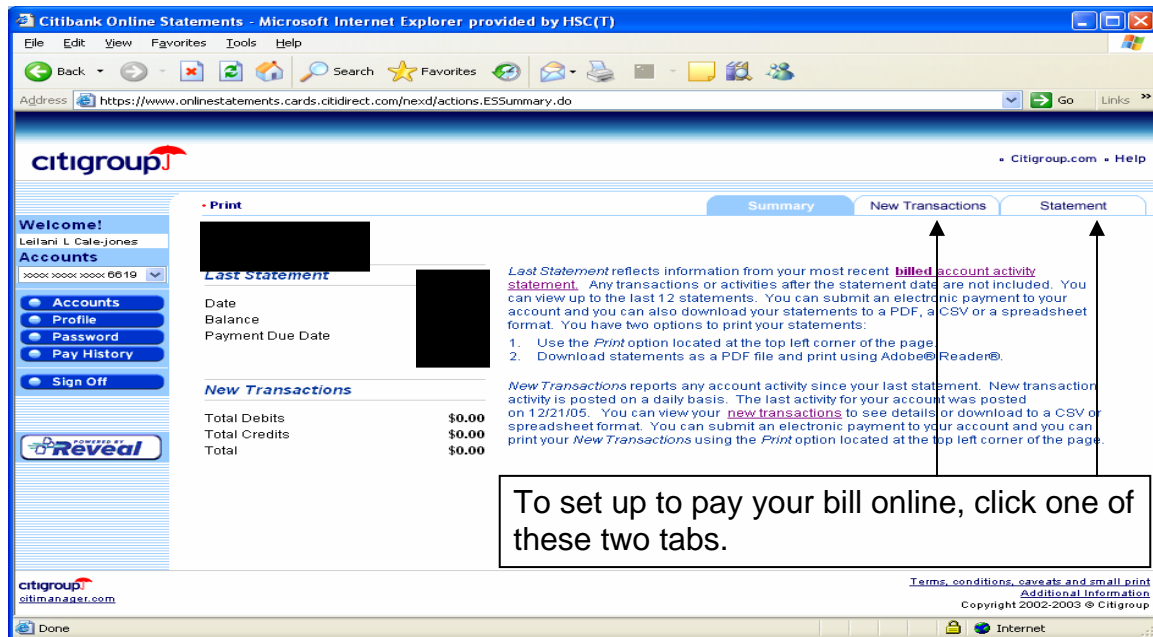 Citibank Online Statements - Microsoft Internet Explorer provided by HSC(T)
File Edit View Favorites Tools Help
Back Search Favorites
Address https://www.onlinestatements.cards.citidirect.com/nexd/actions.ESSummary.do Go Links »
citigroup
Citigroup.com Help
Print Summary New Transactions Statement
Welcome!
Leilani L Cale-jones
Accounts
xxxx xxxx xxxx 6619
Accounts
Profile
Password
Pay History
Sign Off
POWERED BY
Reveal
Last Statement
Date
Balance
Payment Due Date
New Transactions
Total Debits $0.00
Total Credits $0.00
Total $0.00
Last Statement reflects information from your most recent billed account activity
statement. Any transactions or activities after the statement date are not included. You
can view up to the last 12 statements. You can submit an electronic payment to your
account and you can also download your statements to a PDF, a CSV or a spreadsheet
format. You have two options to print your statements:
1. Use the Print option located at the top left corner of the page.
2. Download statements as a PDF file and print using Adobe® Reader®.
New Transactions reports any account activity since your last statement. New transaction
activity is posted on a daily basis. The last activity for your account was posted
on 12/21/05. You can view your new transactions to see details or download to a CSV or
spreadsheet format. You can submit an electronic payment to your account and you can
print your New Transactions using the Print option located at the top left corner of the page.
To set up to pay your bill online, click one of
these two tabs.
citigroup
citimanager.com
Terms, conditions, caveats and small print
Additional Information
Copyright 2002-2003 © Citigroup
Done Internet